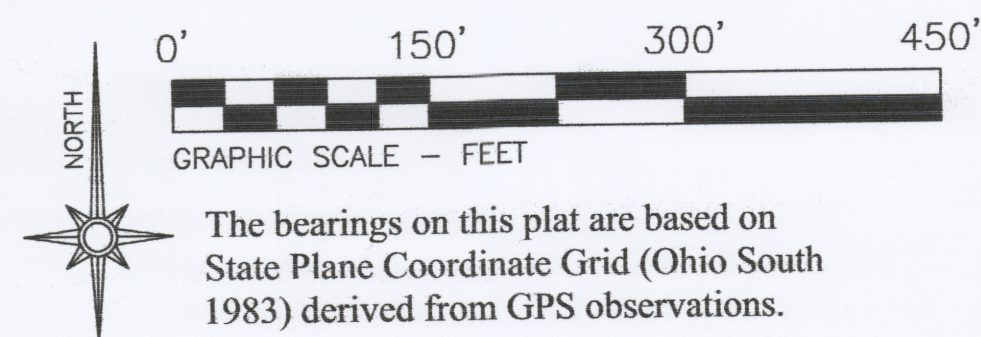 0' 150' 300' 450'
NORTH
GRAPHIC SCALE – FEET
The bearings on this plat are based on
State Plane Coordinate Grid (Ohio South
1983) derived from GPS observations.